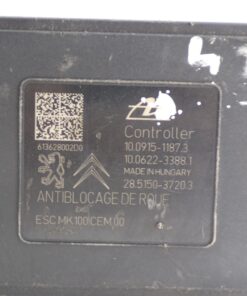 Controller
613628002D0
10.0915-1187.3
10.0622-3388.1
MADE IN HUNGARY
28.5150-3720.3
ANTIBLOCAGE DE ROUE
ESC MK100 CEM 00